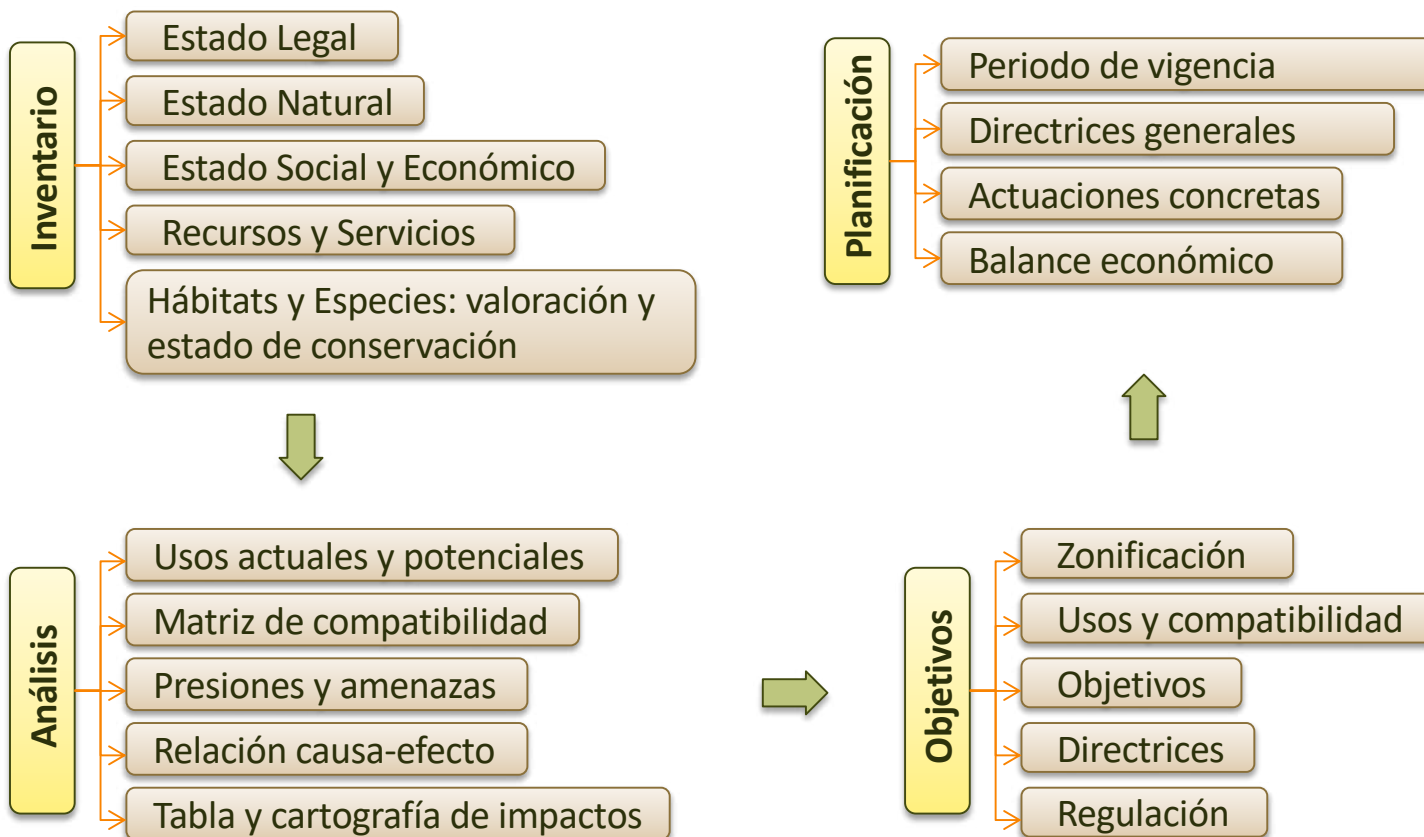 Inventario
Estado Legal
Estado Natural
Estado Social y Económico
Recursos y Servicios
Hábitats y Especies: valoración y
estado de conservación
Análisis
Usos actuales y potenciales
Matriz de compatibilidad
Presiones y amenazas
Relación causa-efecto
Tabla y cartografía de impactos
Objetivos
Zonificación
Usos y compatibilidad
Objetivos
Directrices
Regulación
Planificación
Periodo de vigencia
Directrices generales
Actuaciones concretas
Balance económico